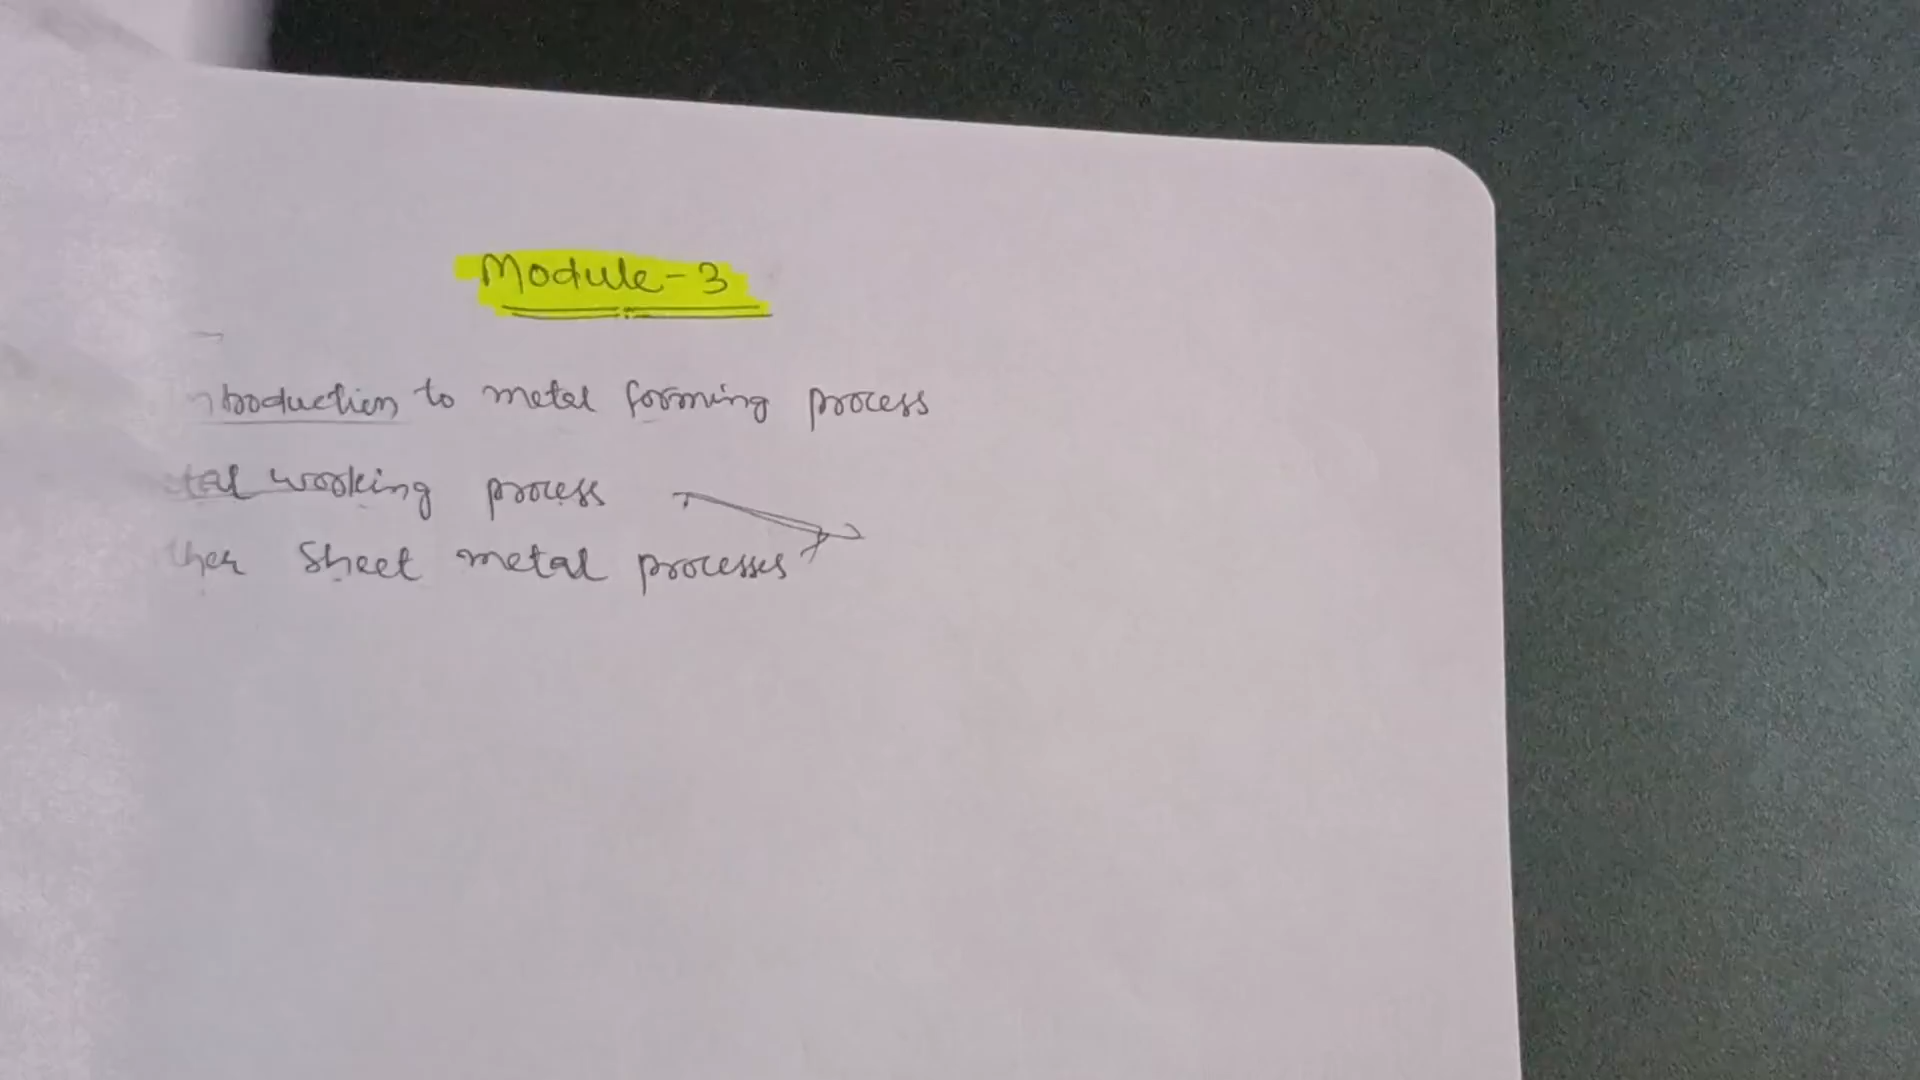 Module-3
ntroduction to metal forming process
tal working process
ther sheet metal processes